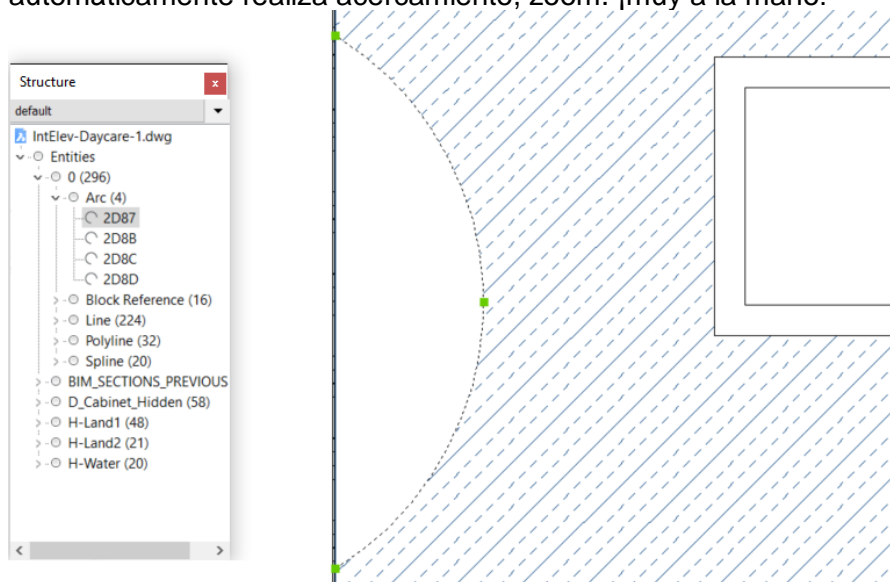 automáticamente realiza acercamiento, zoom. ¡muy a la mano!
Structure
x
default
IntElev-Daycare-1.dwg
Entities
0 (296)
Arc (4)
2D87
2D8B
2D8C
2D8D
Block Reference (16)
Line (224)
Polyline (32)
Spline (20)
BIM_SECTIONS_PREVIOUS
D_Cabinet_Hidden (58)
H-Land1 (48)
H-Land2 (21)
H-Water (20)